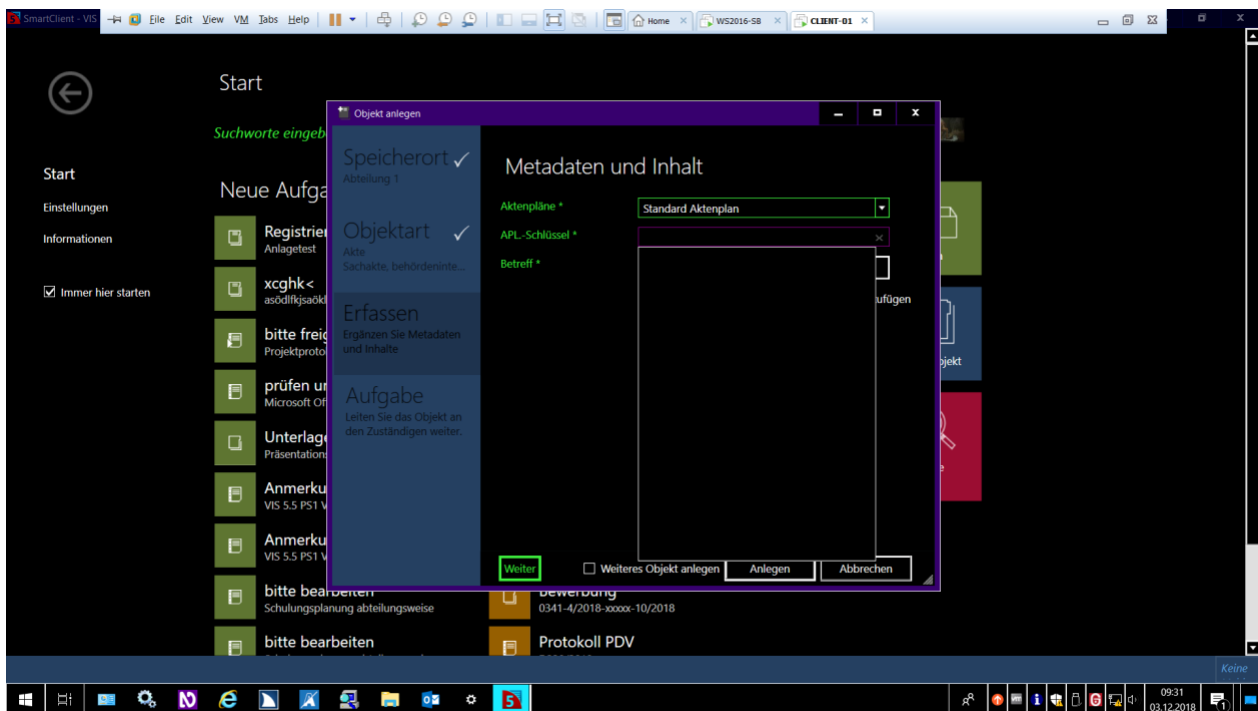 SmartClient - VIS
File Edit View VM Tabs Help
Home
WS2016-SB
CLIENT-01
Start
Suchworte eingeb
Start
Einstellungen
Informationen
Immer hier starten
Neue Aufga
Registrier
Anlagetest
xcghk<
bitte freig
Projektproto
prüfen un
Microsoft Of
Unterlage
Präsentation
Anmerku
VIS 5.5 PS1 V
Anmerku
VIS 5.5 PS1 V
bitte bearbeiten
Schulungsplanung abteilungsweise
bitte bearbeiten
Bewerbung
0341-4/2018-xxxxx-10/2018
Protokoll PDV
Objekt anlegen
Speicherort
Abteilung 1
Objektart
Akte
Sachakte, behördeninte...
Erfassen
Ergänzen Sie Metadaten
und Inhalte
Aufgabe
Leiten Sie das Objekt an
den Zuständigen weiter.
Metadaten und Inhalt
Aktenpläne *
Standard Aktenplan
APL.-Schlüssel *
Betreff *
ufügen
Weiter
Weiteres Objekt anlegen
Anlegen
Abbrechen
bjekt
e
Keine
09:31
03.12.2018